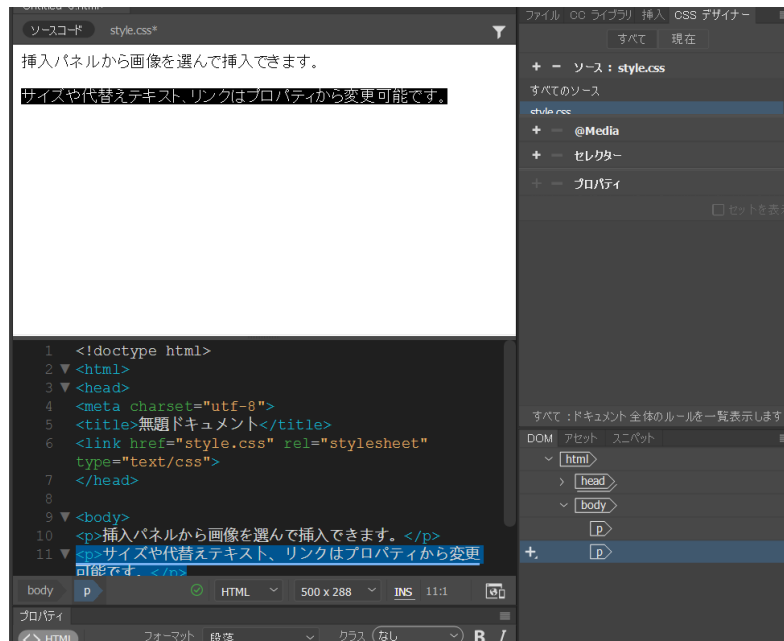 ソースコード style.css*
挿入パネルから画像を選んで挿入できます。
サイズや代替えテキスト、リンクはプロパティから変更可能です。
1 <!doctype html>
2 <html>
3 <head>
4 <meta charset="utf-8">
5 <title>無題ドキュメント</title>
6 <link href="style.css" rel="stylesheet"
type="text/css">
7 </head>
8
9 <body>
10 <p>挿入パネルから画像を選んで挿入できます。</p>
11 <p>サイズや代替えテキスト、リンクはプロパティから変更
可能です。</p>
body p HTML 500 x 288 INS 11:1
プロパティ
<> HTML フォーマット 段落 クラス なし B I
ファイル CC ライブラリ 挿入 CSS デザイナー
すべて 現在
+ − ソース : style.css
すべてのソース
style.css
+ − @Media
+ − セレクター
+ − プロパティ
セットを表示
すべて : ドキュメント全体のルールを一覧表示します
DOM アセット スニペット
html
head
body
p
+ p